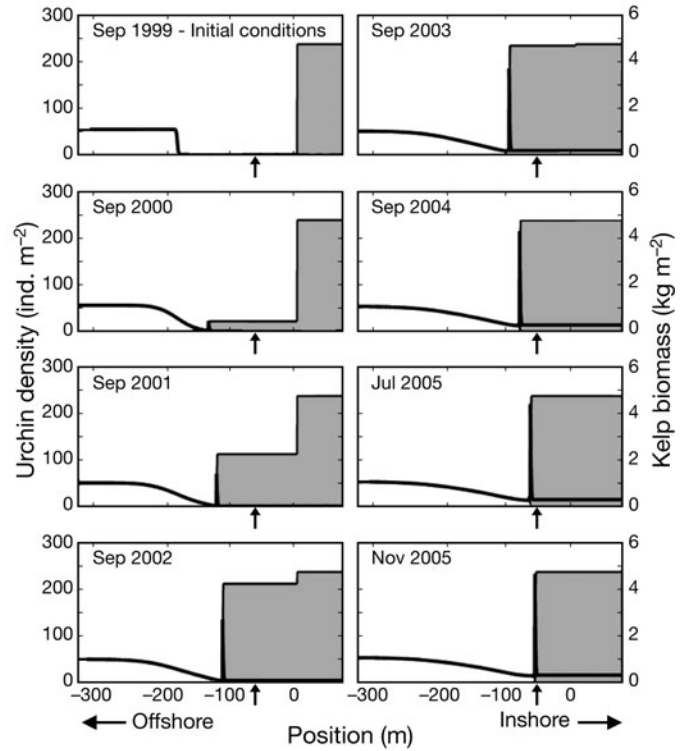 Sep 1999 - Initial conditions
Sep 2003
300
200
100
0
6
4
2
0
Sep 2000
Sep 2004
300
200
100
0
6
4
2
0
Sep 2001
Jul 2005
300
200
100
0
6
4
2
0
Sep 2002
Nov 2005
300
200
100
0
6
4
2
0
Urchin density (ind. m⁻²)
Kelp biomass (kg m⁻²)
−300 −200 −100 0
−300 −200 −100 0
Offshore
Position (m)
Inshore